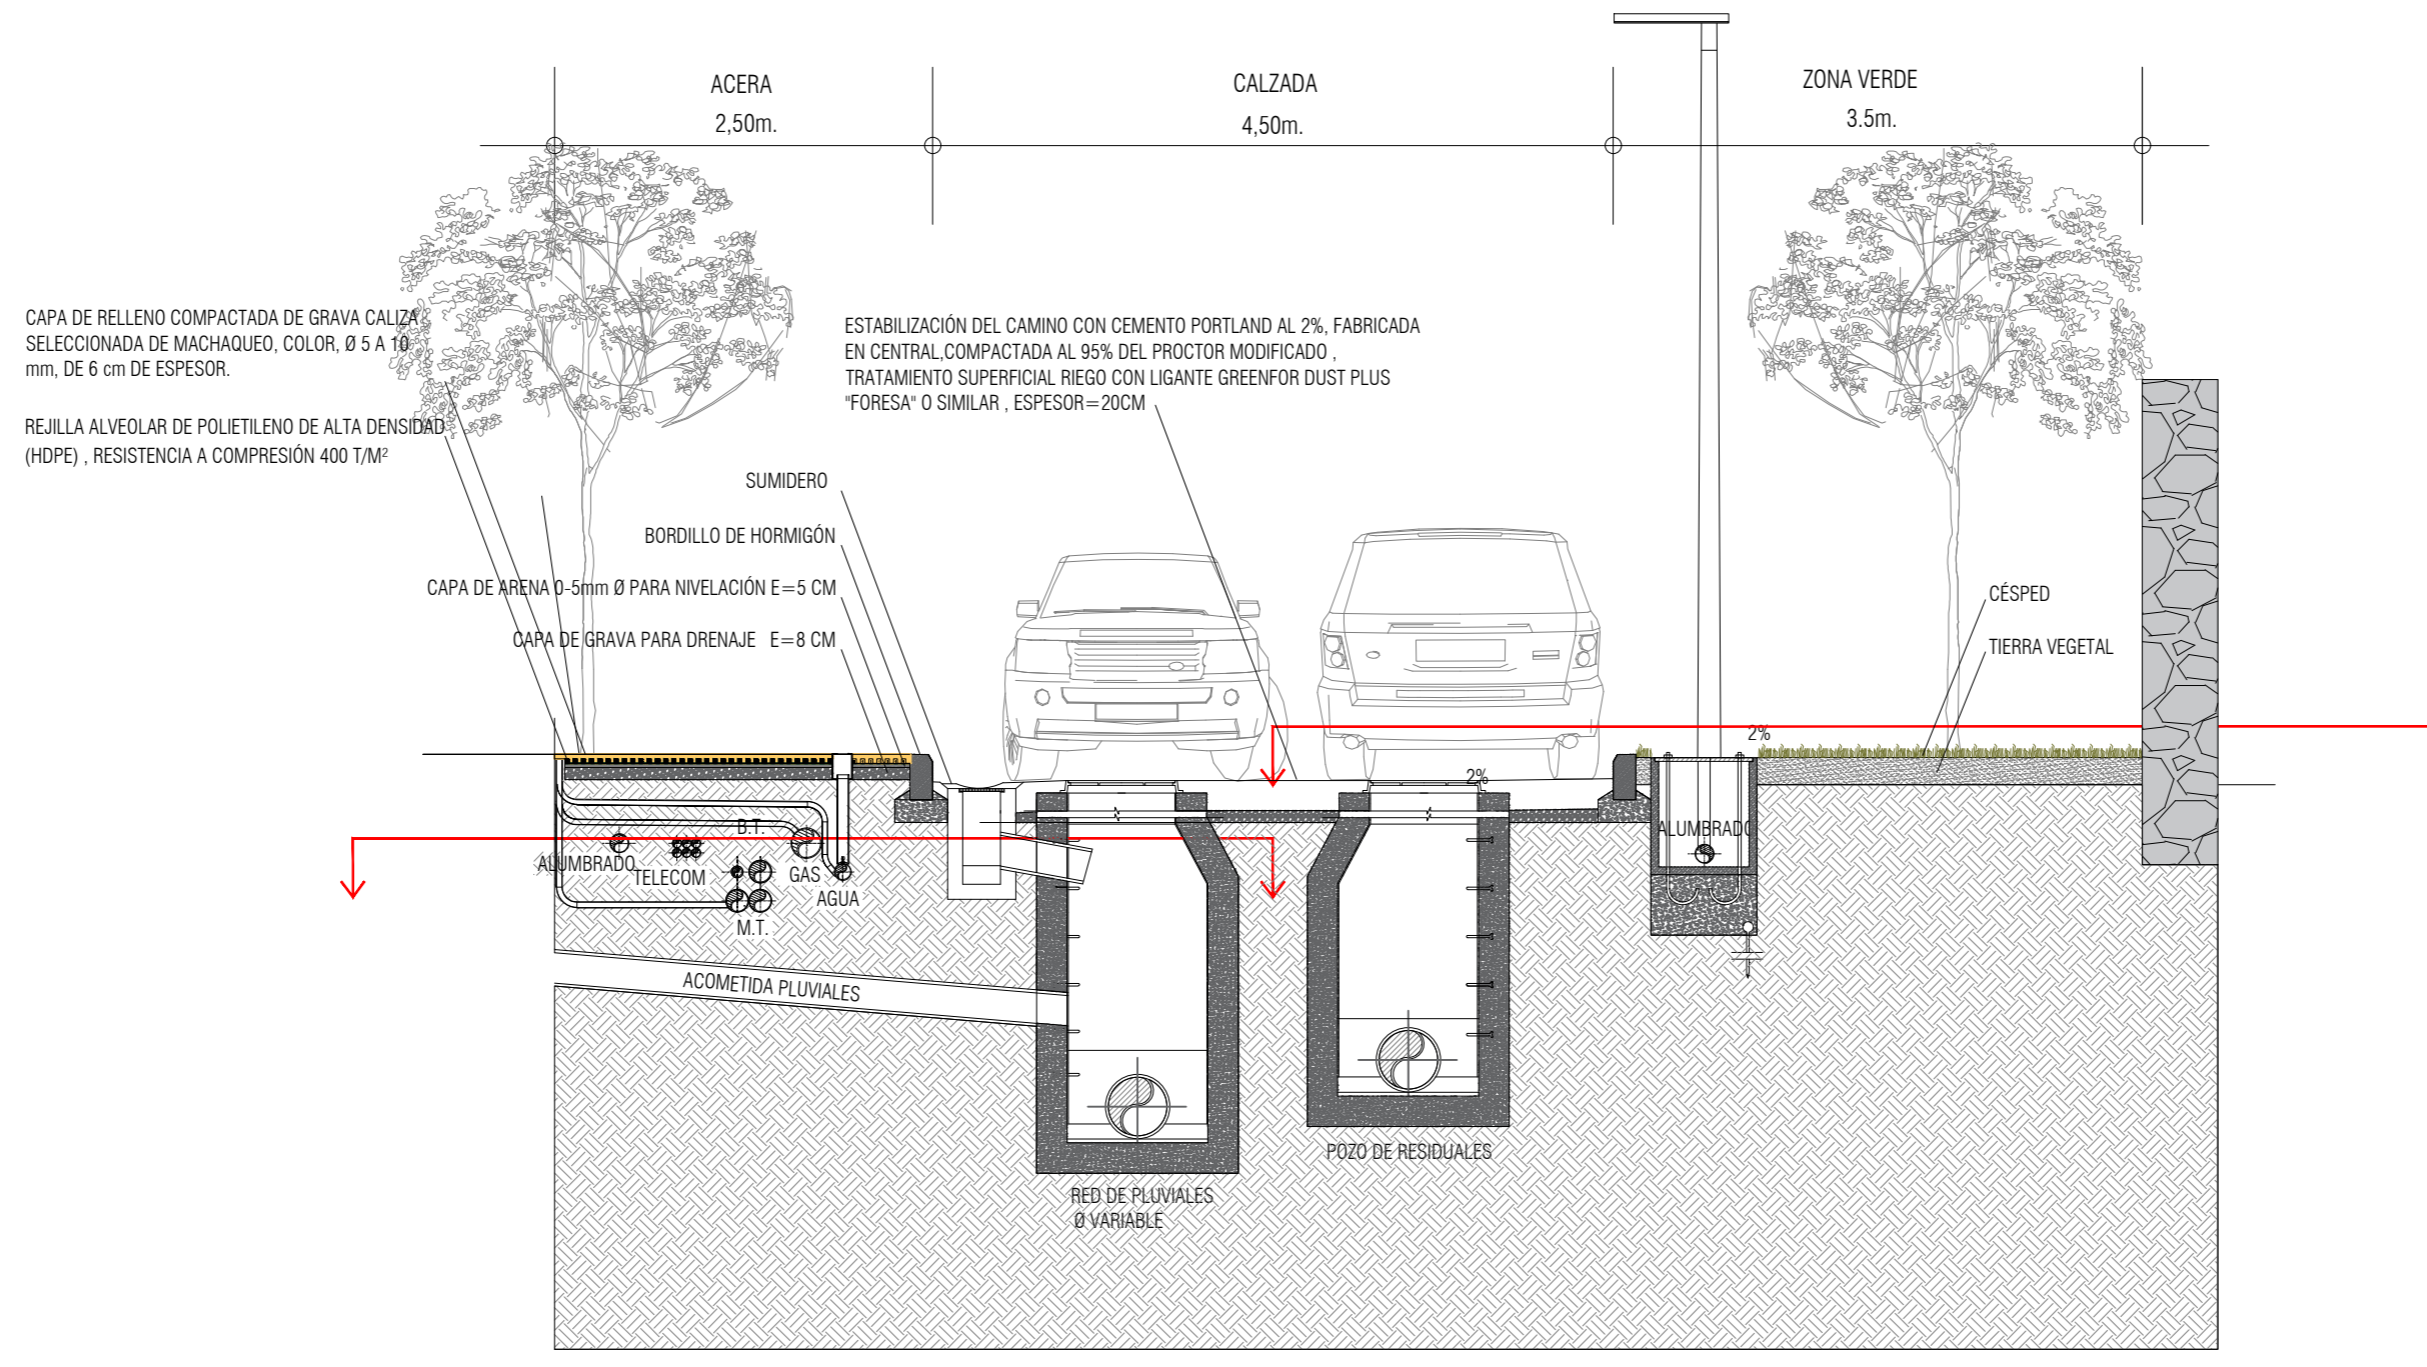 ACERA
2,50m.
CALZADA
4,50m.
ZONA VERDE
3.5m.
CAPA DE RELLENO COMPACTADA DE GRAVA CALIZA
SELECCIONADA DE MACHAQUEO, COLOR, Ø 5 A 10
mm, DE 6 cm DE ESPESOR.
REJILLA ALVEOLAR DE POLIETILENO DE ALTA DENSIDAD
(HDPE) , RESISTENCIA A COMPRESIÓN 400 T/M²
ESTABILIZACIÓN DEL CAMINO CON CEMENTO PORTLAND AL 2%, FABRICADA
EN CENTRAL,COMPACTADA AL 95% DEL PROCTOR MODIFICADO ,
TRATAMIENTO SUPERFICIAL RIEGO CON LIGANTE GREENFOR DUST PLUS
"FORESA" O SIMILAR , ESPESOR=20CM
SUMIDERO
BORDILLO DE HORMIGÓN
CAPA DE ARENA 0-5mm Ø PARA NIVELACIÓN E=5 CM
CAPA DE GRAVA PARA DRENAJE E=8 CM
CÉSPED
TIERRA VEGETAL
2%
2%
B.T.
ALUMBRADO
TELECOM
GAS
AGUA
M.T.
ALUMBRADO
ACOMETIDA PLUVIALES
POZO DE RESIDUALES
RED DE PLUVIALES
Ø VARIABLE